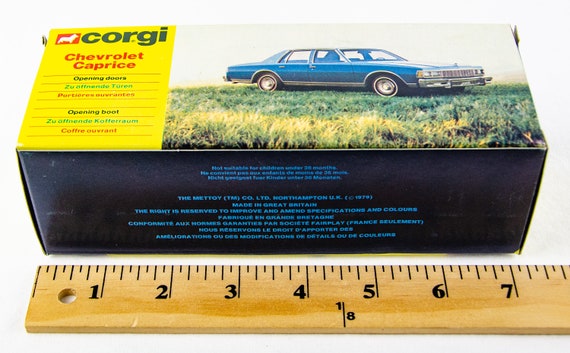 corgi
Chevrolet
Caprice
Opening doors
Zu öffnende Türen
Portières ouvrantes
Opening boot
Zu öffnende Kofferraum
Coffre ouvrant
Not suitable for children under 36 months.
Ne convient pas aux enfants de moins de 36 mois.
Nicht geeignet fuer Kinder unter 36 Monaten.
THE METTOY (TM) CO. LTD. NORTHAMPTON U.K. (C) 1979)
MADE IN GREAT BRITAIN
THE RIGHT IS RESERVED TO IMPROVE AND AMEND SPECIFICATIONS AND COLOURS
FABRIQUÉ EN GRANDE BRETAGNE
CONFORMITE AUX NORMES GARANTIES PAR SOCIÉTÉ FAIRPLAY (FRANCE SEULEMENT)
NOUS RÉSERVONS LE DROIT D'APPORTER DES
AMÉLIORATIONS OU DES MODIFICATIONS DE DÉTAILS OU DE COULEURS
1 2 3 4 5 6 7
1/8